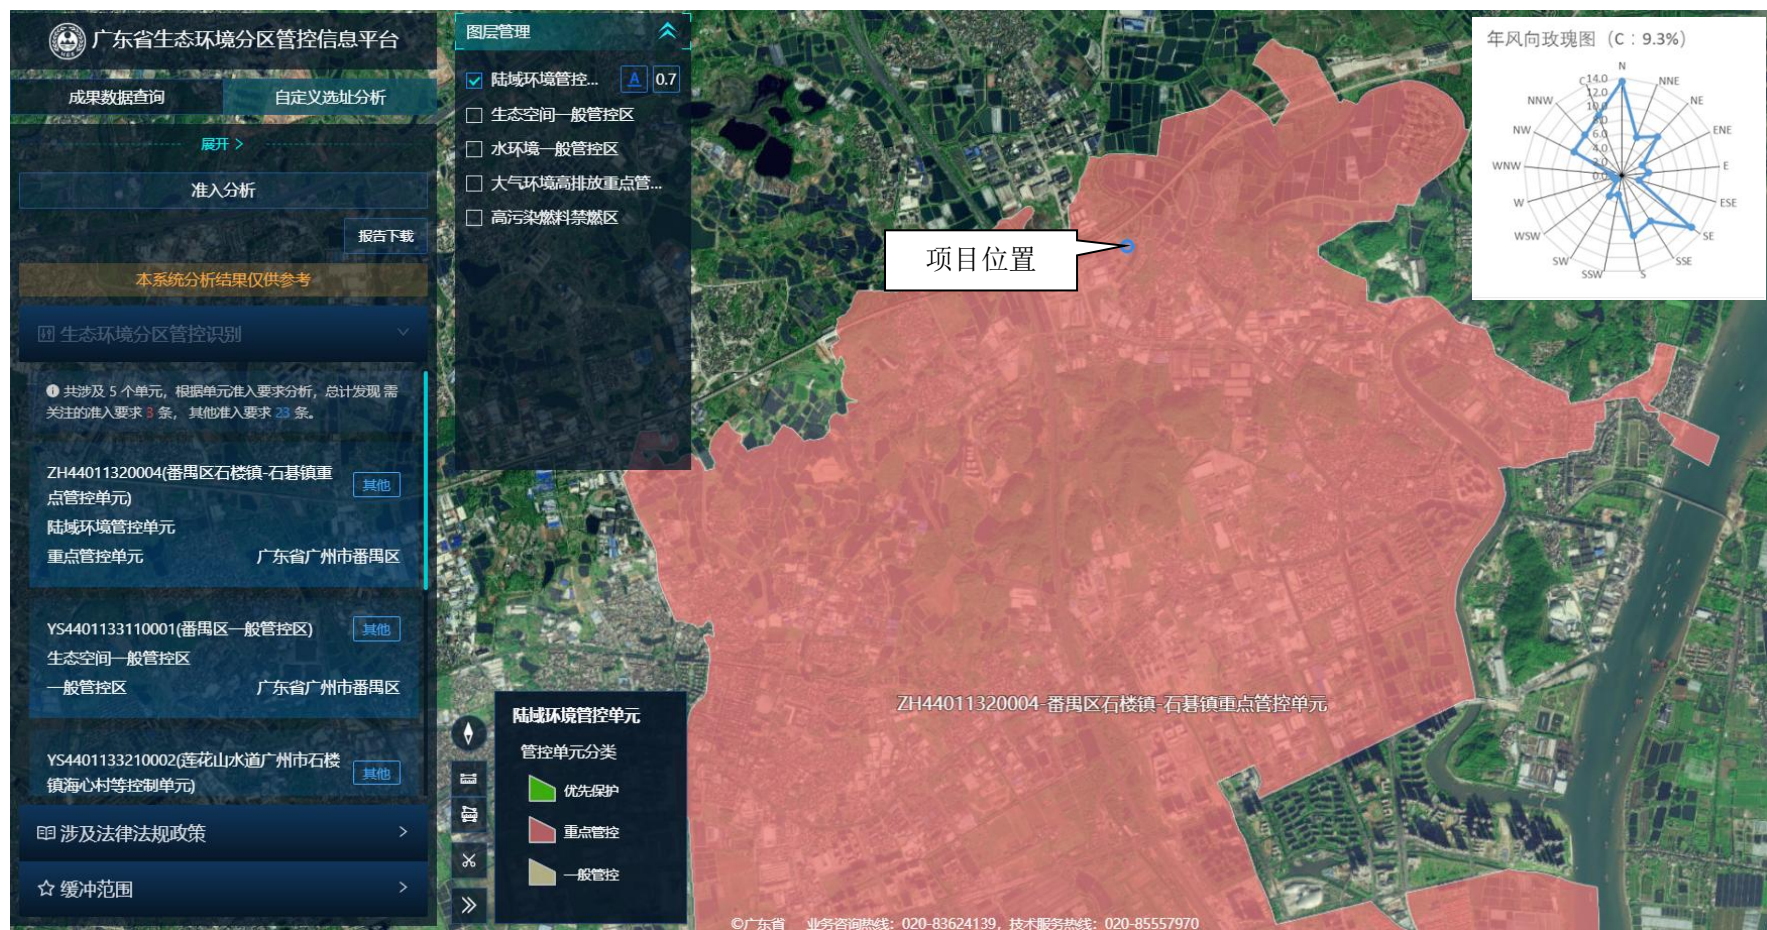 广东省生态环境分区管控信息平台
成果数据查询
自定义选址分析
展开 >
准入分析
报告下载
本系统分析结果仅供参考
生态环境分区管控识别
共涉及 5 个单元，根据单元准入要求分析，总计发现 需
关注的准入要求 3 条， 其他准入要求 23 条。
ZH44011320004(番禺区石楼镇-石碁镇重
点管控单元)
其他
陆域环境管控单元
重点管控单元
广东省广州市番禺区
YS4401133110001(番禺区一般管控区)
其他
生态空间一般管控区
一般管控区
广东省广州市番禺区
YS4401133210002(莲花山水道广州市石楼
镇海心村等控制单元)
其他
涉及法律法规政策
缓冲范围
图层管理
陆域环境管控...
A
0.7
生态空间一般管控区
水环境一般管控区
大气环境高排放重点管...
高污染燃料禁燃区
项目位置
年风向玫瑰图（C：9.3%）
N
NNE
NE
ENE
E
ESE
SE
SSE
S
SSW
SW
WSW
W
WNW
NW
NNW
C
14.0
12.0
10.0
8.0
6.0
4.0
2.0
0.0
ZH44011320004-番禺区石楼镇-石碁镇重点管控单元
陆域环境管控单元
管控单元分类
优先保护
重点管控
一般管控
©广东省 业务咨询热线：020-83624139，技术服务热线：020-85557970